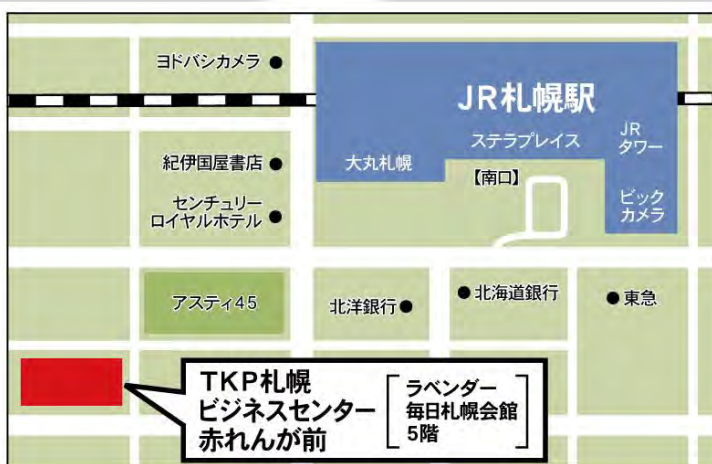 ヨドバシカメラ
JR札幌駅
ステラプレイス
JR
タワー
紀伊国屋書店
大丸札幌
【南口】
センチュリー
ロイヤルホテル
ビック
カメラ
アスティ45
北洋銀行
北海道銀行
東急
TKP札幌
ビジネスセンター
赤れんが前
ラベンダー
毎日札幌会館
5階